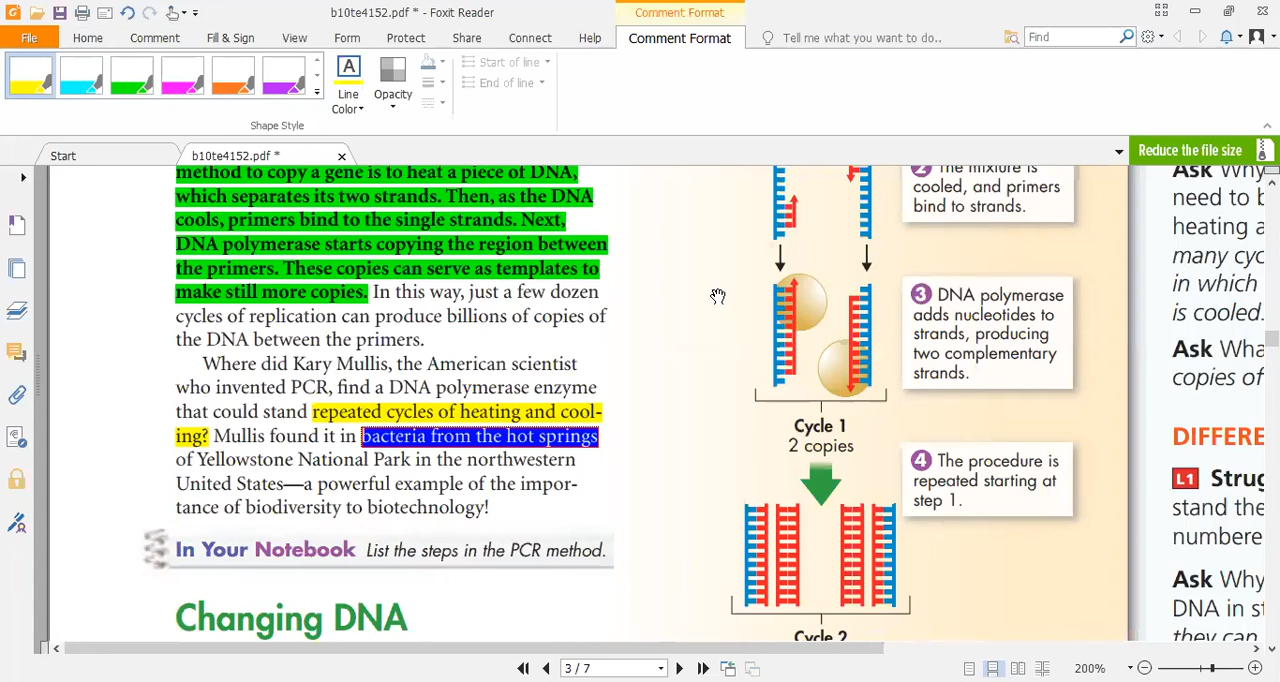 b10te4152.pdf * - Foxit Reader
Comment Format
File
Home
Comment
Fill & Sign
View
Form
Protect
Share
Connect
Help
Comment Format
Tell me what you want to do..
Find
A
Line
Color
Opacity
Start of line
End of line
Shape Style
Start
b10te4152.pdf *
Reduce the file size
method to copy a gene is to heat a piece of DNA,
which separates its two strands. Then, as the DNA
cools, primers bind to the single strands. Next,
DNA polymerase starts copying the region between
the primers. These copies can serve as templates to
make still more copies. In this way, just a few dozen
cycles of replication can produce billions of copies of
the DNA between the primers.
Where did Kary Mullis, the American scientist
who invented PCR, find a DNA polymerase enzyme
that could stand repeated cycles of heating and cool-
ing? Mullis found it in bacteria from the hot springs
of Yellowstone National Park in the northwestern
United States—a powerful example of the impor-
tance of biodiversity to biotechnology!
In Your Notebook List the steps in the PCR method.
Changing DNA
2 The mixture is
cooled, and primers
bind to strands.
3 DNA polymerase
adds nucleotides to
strands, producing
two complementary
strands.
Cycle 1
2 copies
4 The procedure is
repeated starting at
step 1.
Cycle 2
Ask Why
need to b
heating a
many cyc
in which
is cooled.
Ask Wha
copies of
DIFFERE
L1 Strug
stand the
numbere
Ask Why
DNA in st
they can
3 / 7
200%